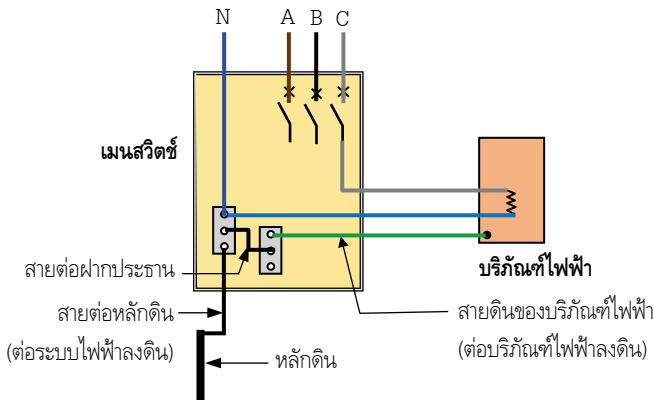 N A B C
เมนสวิตช์
สายต่อฝากประธาน
บริภัณฑ์ไฟฟ้า
สายต่อหลักดิน
(ต่อระบบไฟฟ้าลงดิน)
สายดินของบริภัณฑ์ไฟฟ้า
(ต่อบริภัณฑ์ไฟฟ้าลงดิน)
หลักดิน